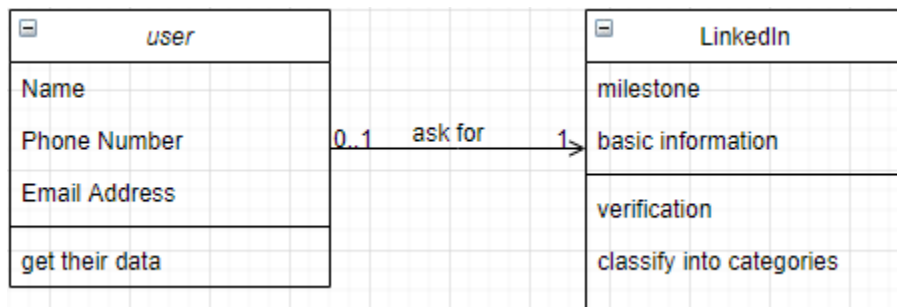 user
Name
Phone Number
Email Address
get their data
0..1 ask for 1
LinkedIn
milestone
basic information
verification
classify into categories